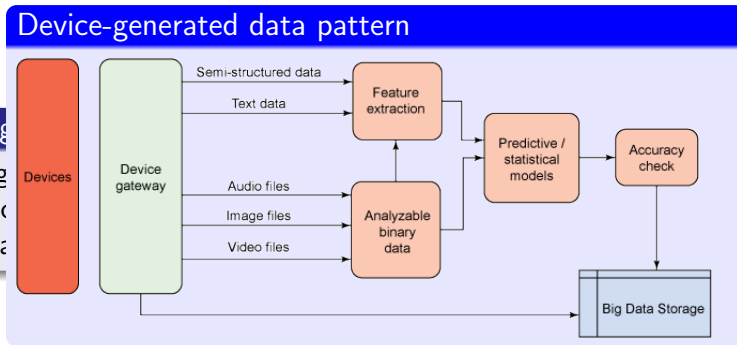 Device-generated data pattern
Semi-structured data
Text data
Feature
extraction
Devices
Device
gateway
Audio files
Image files
Video files
Analyzable
binary
data
Predictive /
statistical
models
Accuracy
check
Big Data Storage